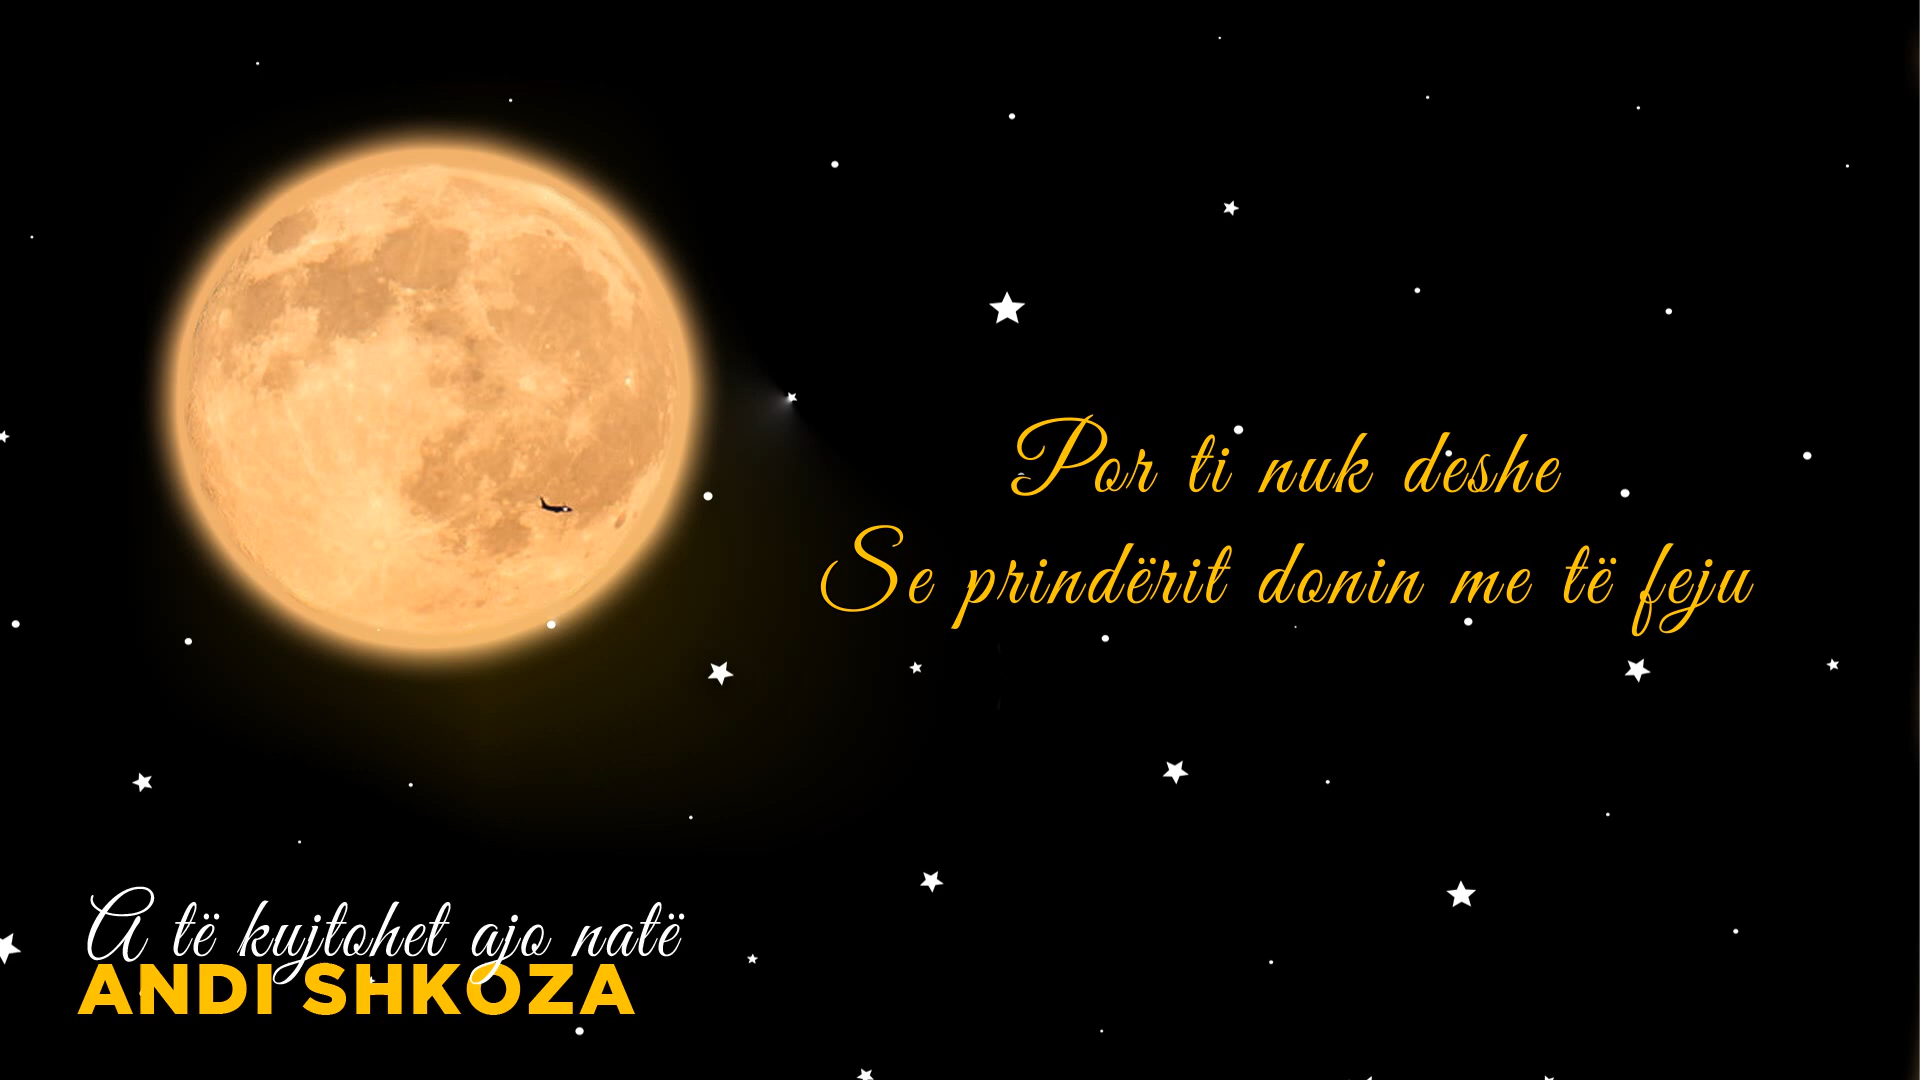 Por ti nuk deshe
Se prindërit donin me të feju
A të kujtohet ajo natë
ANDI SHKOZA